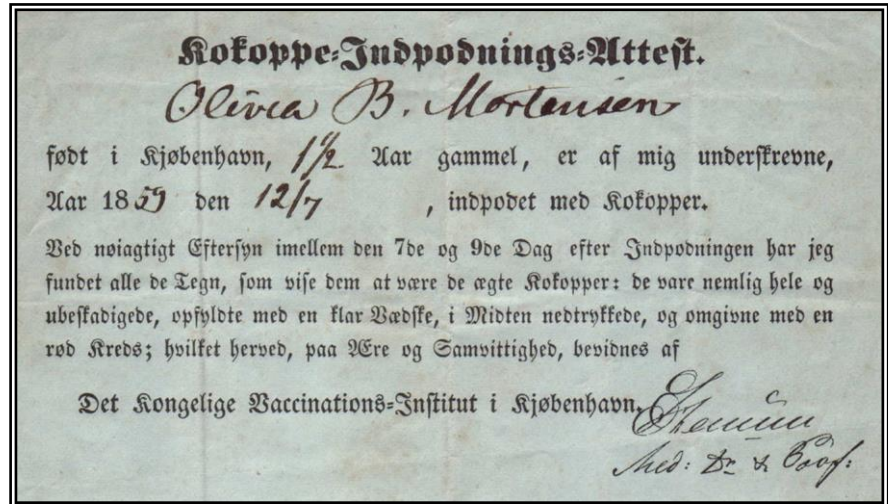 Kokoppe-Indpodnings-Attest.
Olivia B. Mortensen
født i Kjøbenhavn, 1 1/2 Aar gammel, er af mig underskrevne,
Aar 1859 den 12/7 , indpodet med Kokopper.
Ved nøiagtigt Eftersyn imellem den 7de og 9de Dag efter Indpodningen har jeg
fundet alle de Tegn, som vise dem at være de ægte Kokopper: de vare nemlig hele og
ubeskadigede, opfyldte med en klar Vædske, i Midten nedtrykkede, og omgivne med en
rød Kreds; hvilket herved, paa Ære og Samvittighed, bevidnes af
Det Kongelige Vaccinations-Institut i Kjøbenhavn.
Med: Dr & Prof: